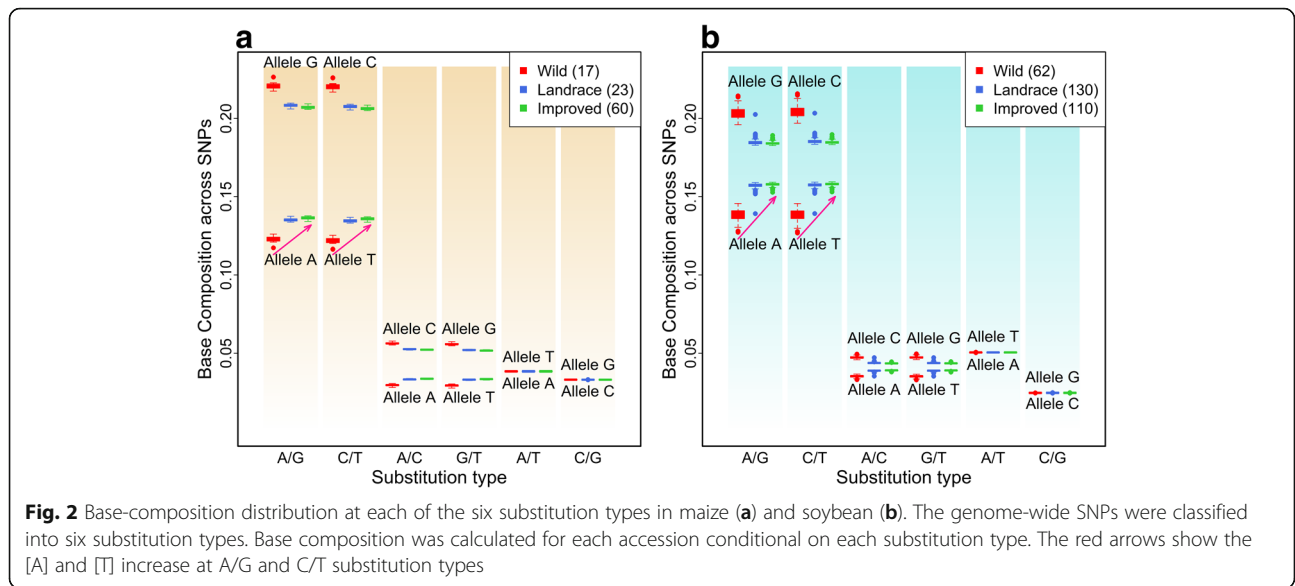 a
Base Composition across SNPs
0.20
0.15
0.10
0.05
Allele G Allele C
Wild (17)
Landrace (23)
Improved (60)
Allele A Allele T
Allele C Allele G
Allele A Allele T
Allele T
Allele A
Allele G
Allele C
A/G C/T A/C G/T A/T C/G
Substitution type
b
Base Composition across SNPs
0.20
0.15
0.10
0.05
Allele G Allele C
Wild (62)
Landrace (130)
Improved (110)
Allele A Allele T
Allele C Allele G
Allele A Allele T
Allele T
Allele A
Allele G
Allele C
A/G C/T A/C G/T A/T C/G
Substitution type
Fig. 2 Base-composition distribution at each of the six substitution types in maize (a) and soybean (b). The genome-wide SNPs were classified
into six substitution types. Base composition was calculated for each accession conditional on each substitution type. The red arrows show the
[A] and [T] increase at A/G and C/T substitution types